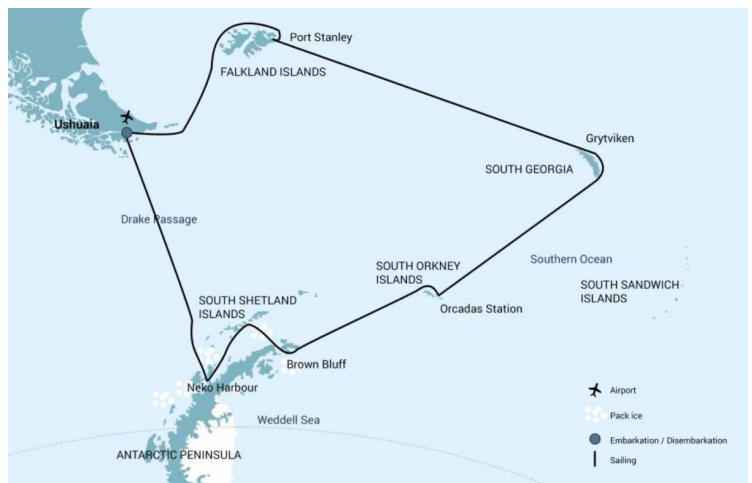 Port Stanley
FALKLAND ISLANDS
Ushuaia
Grytviken
SOUTH GEORGIA
Drake Passage
Southern Ocean
SOUTH ORKNEY
ISLANDS
SOUTH SANDWICH
ISLANDS
SOUTH SHETLAND
ISLANDS
Orcadas Station
Brown Bluff
Neko Harbour
Weddell Sea
ANTARCTIC PENINSULA
Airport
Pack ice
Embarkation / Disembarkation
Sailing